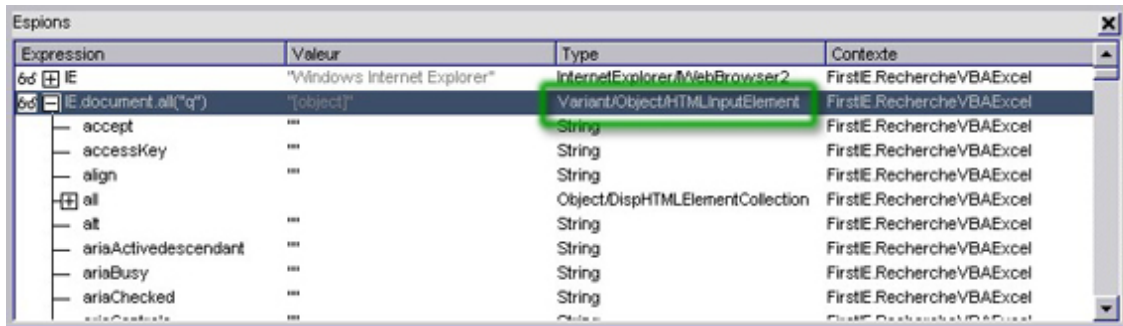 Espions
Expression Valeur Type Contexte
IE "Windows Internet Explorer" InternetExplorer/IWebBrowser2 FirstIE.RechercheVBAExcel
IE.document.all("q") "[object]" Variant/Object/HTMLInputElement FirstIE.RechercheVBAExcel
accept "" String FirstIE.RechercheVBAExcel
accessKey "" String FirstIE.RechercheVBAExcel
align "" String FirstIE.RechercheVBAExcel
all Object/DispHTMLElementCollection FirstIE.RechercheVBAExcel
alt "" String FirstIE.RechercheVBAExcel
ariaActivedescendant "" String FirstIE.RechercheVBAExcel
ariaBusy "" String FirstIE.RechercheVBAExcel
ariaChecked "" String FirstIE.RechercheVBAExcel